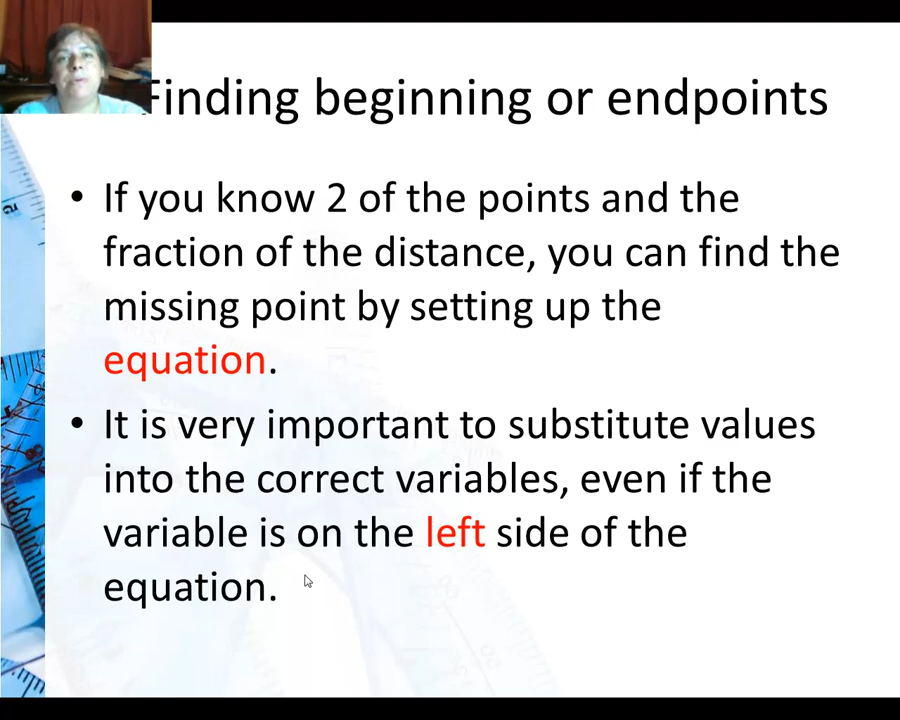 Finding beginning or endpoints
• If you know 2 of the points and the
fraction of the distance, you can find the
missing point by setting up the
equation.
• It is very important to substitute values
into the correct variables, even if the
variable is on the left side of the
equation.